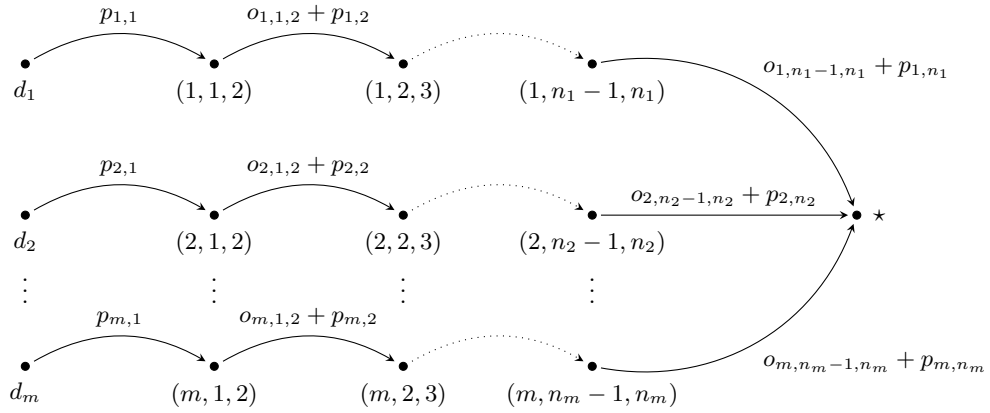 p_{1,1} o_{1,1,2} + p_{1,2}
o_{1,n_1-1,n_1} + p_{1,n_1}
d_1 (1, 1, 2) (1, 2, 3) (1, n_1 − 1, n_1)
p_{2,1} o_{2,1,2} + p_{2,2}
o_{2,n_2-1,n_2} + p_{2,n_2}
⋆
d_2 (2, 1, 2) (2, 2, 3) (2, n_2 − 1, n_2)
⋮ ⋮ ⋮ ⋮
p_{m,1} o_{m,1,2} + p_{m,2}
o_{m,n_m-1,n_m} + p_{m,n_m}
d_m (m, 1, 2) (m, 2, 3) (m, n_m − 1, n_m)